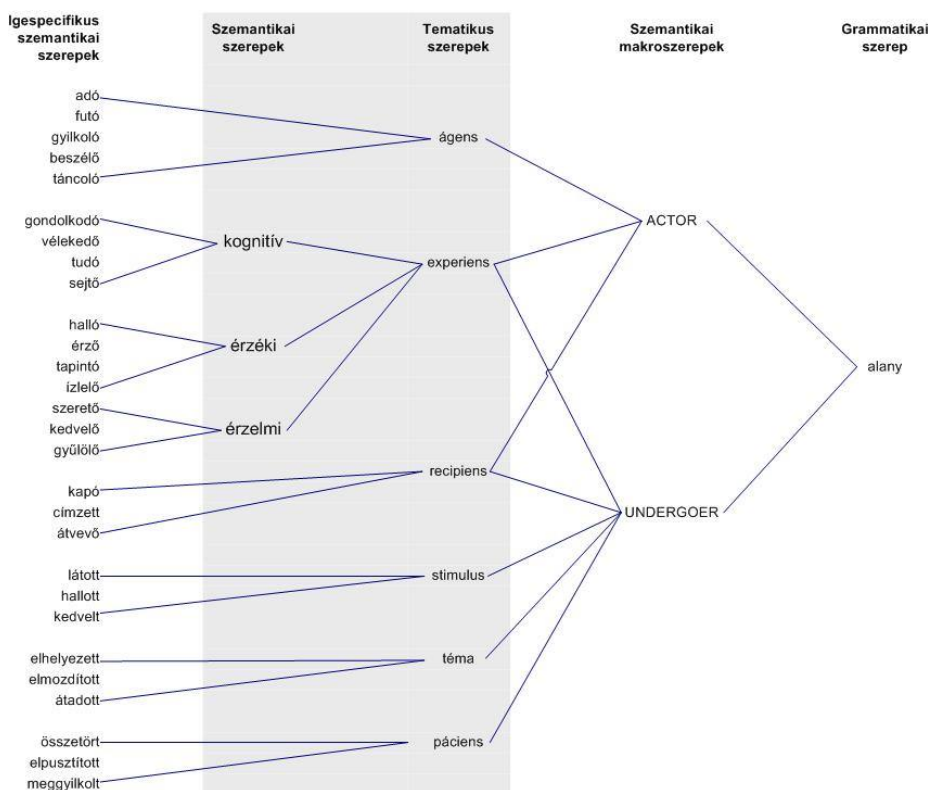 Igespecifikus
szemantikai
szerepek
Szemantikai
szerepek
Tematikus
szerepek
Szemantikai
makroszerepek
Grammatikai
szerep
adó
futó
gyilkoló
beszélő
táncoló
ágens
gondolkodó
vélekedő
tudó
sejtő
kognitív
experiens
ACTOR
halló
érző
tapintó
ízlelő
érzéki
alany
szerető
kedvelő
gyűlölő
érzelmi
kapó
címzett
átvevő
recipiens
UNDERGOER
látott
hallott
kedvelt
stimulus
elhelyezett
elmozdított
átadott
téma
összetört
elpusztított
meggyilkolt
páciens